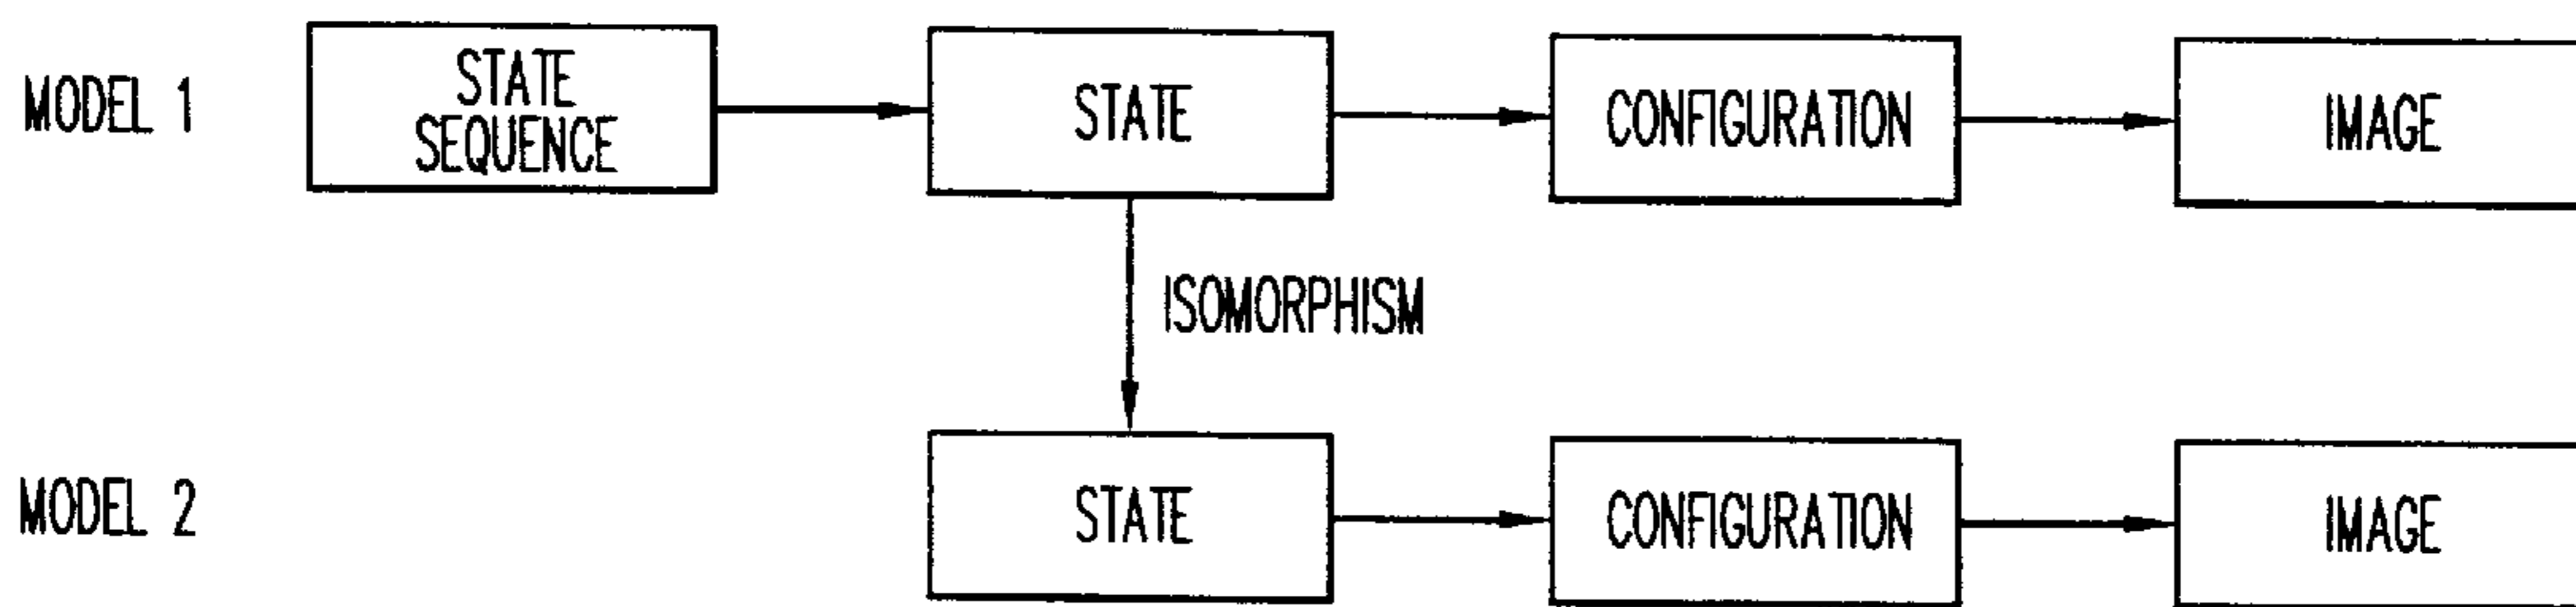 MODEL 1
STATE
SEQUENCE
STATE
CONFIGURATION
IMAGE
ISOMORPHISM
MODEL 2
STATE
CONFIGURATION
IMAGE